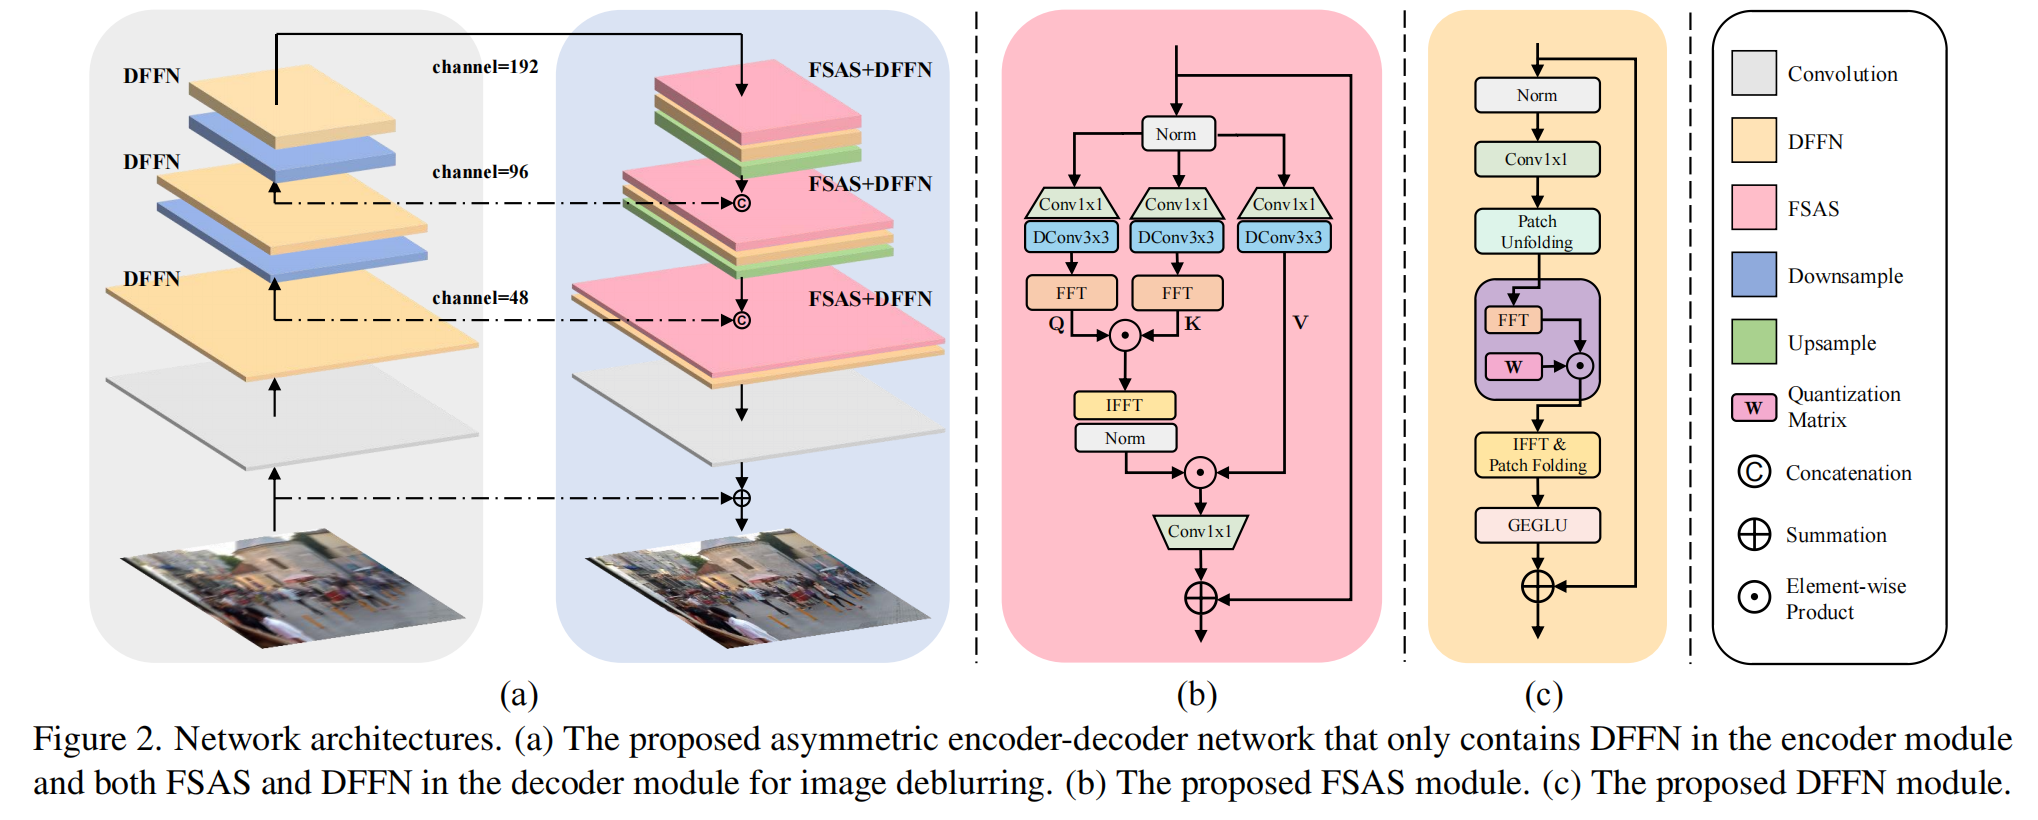 DFFN
channel=192
FSAS+DFFN
DFFN
channel=96
FSAS+DFFN
C
DFFN
channel=48
FSAS+DFFN
C
(a)
Norm
Conv1x1 Conv1x1 Conv1x1
DConv3x3 DConv3x3 DConv3x3
FFT FFT
Q K V
IFFT
Norm
Conv1x1
(b)
Norm
Conv1x1
Patch
Unfolding
FFT
W
IFFT &
Patch Folding
GEGLU
(c)
Convolution
DFFN
FSAS
Downsample
Upsample
W Quantization
Matrix
C Concatenation
Summation
Element-wise
Product
Figure 2. Network architectures. (a) The proposed asymmetric encoder-decoder network that only contains DFFN in the encoder module
and both FSAS and DFFN in the decoder module for image deblurring. (b) The proposed FSAS module. (c) The proposed DFFN module.